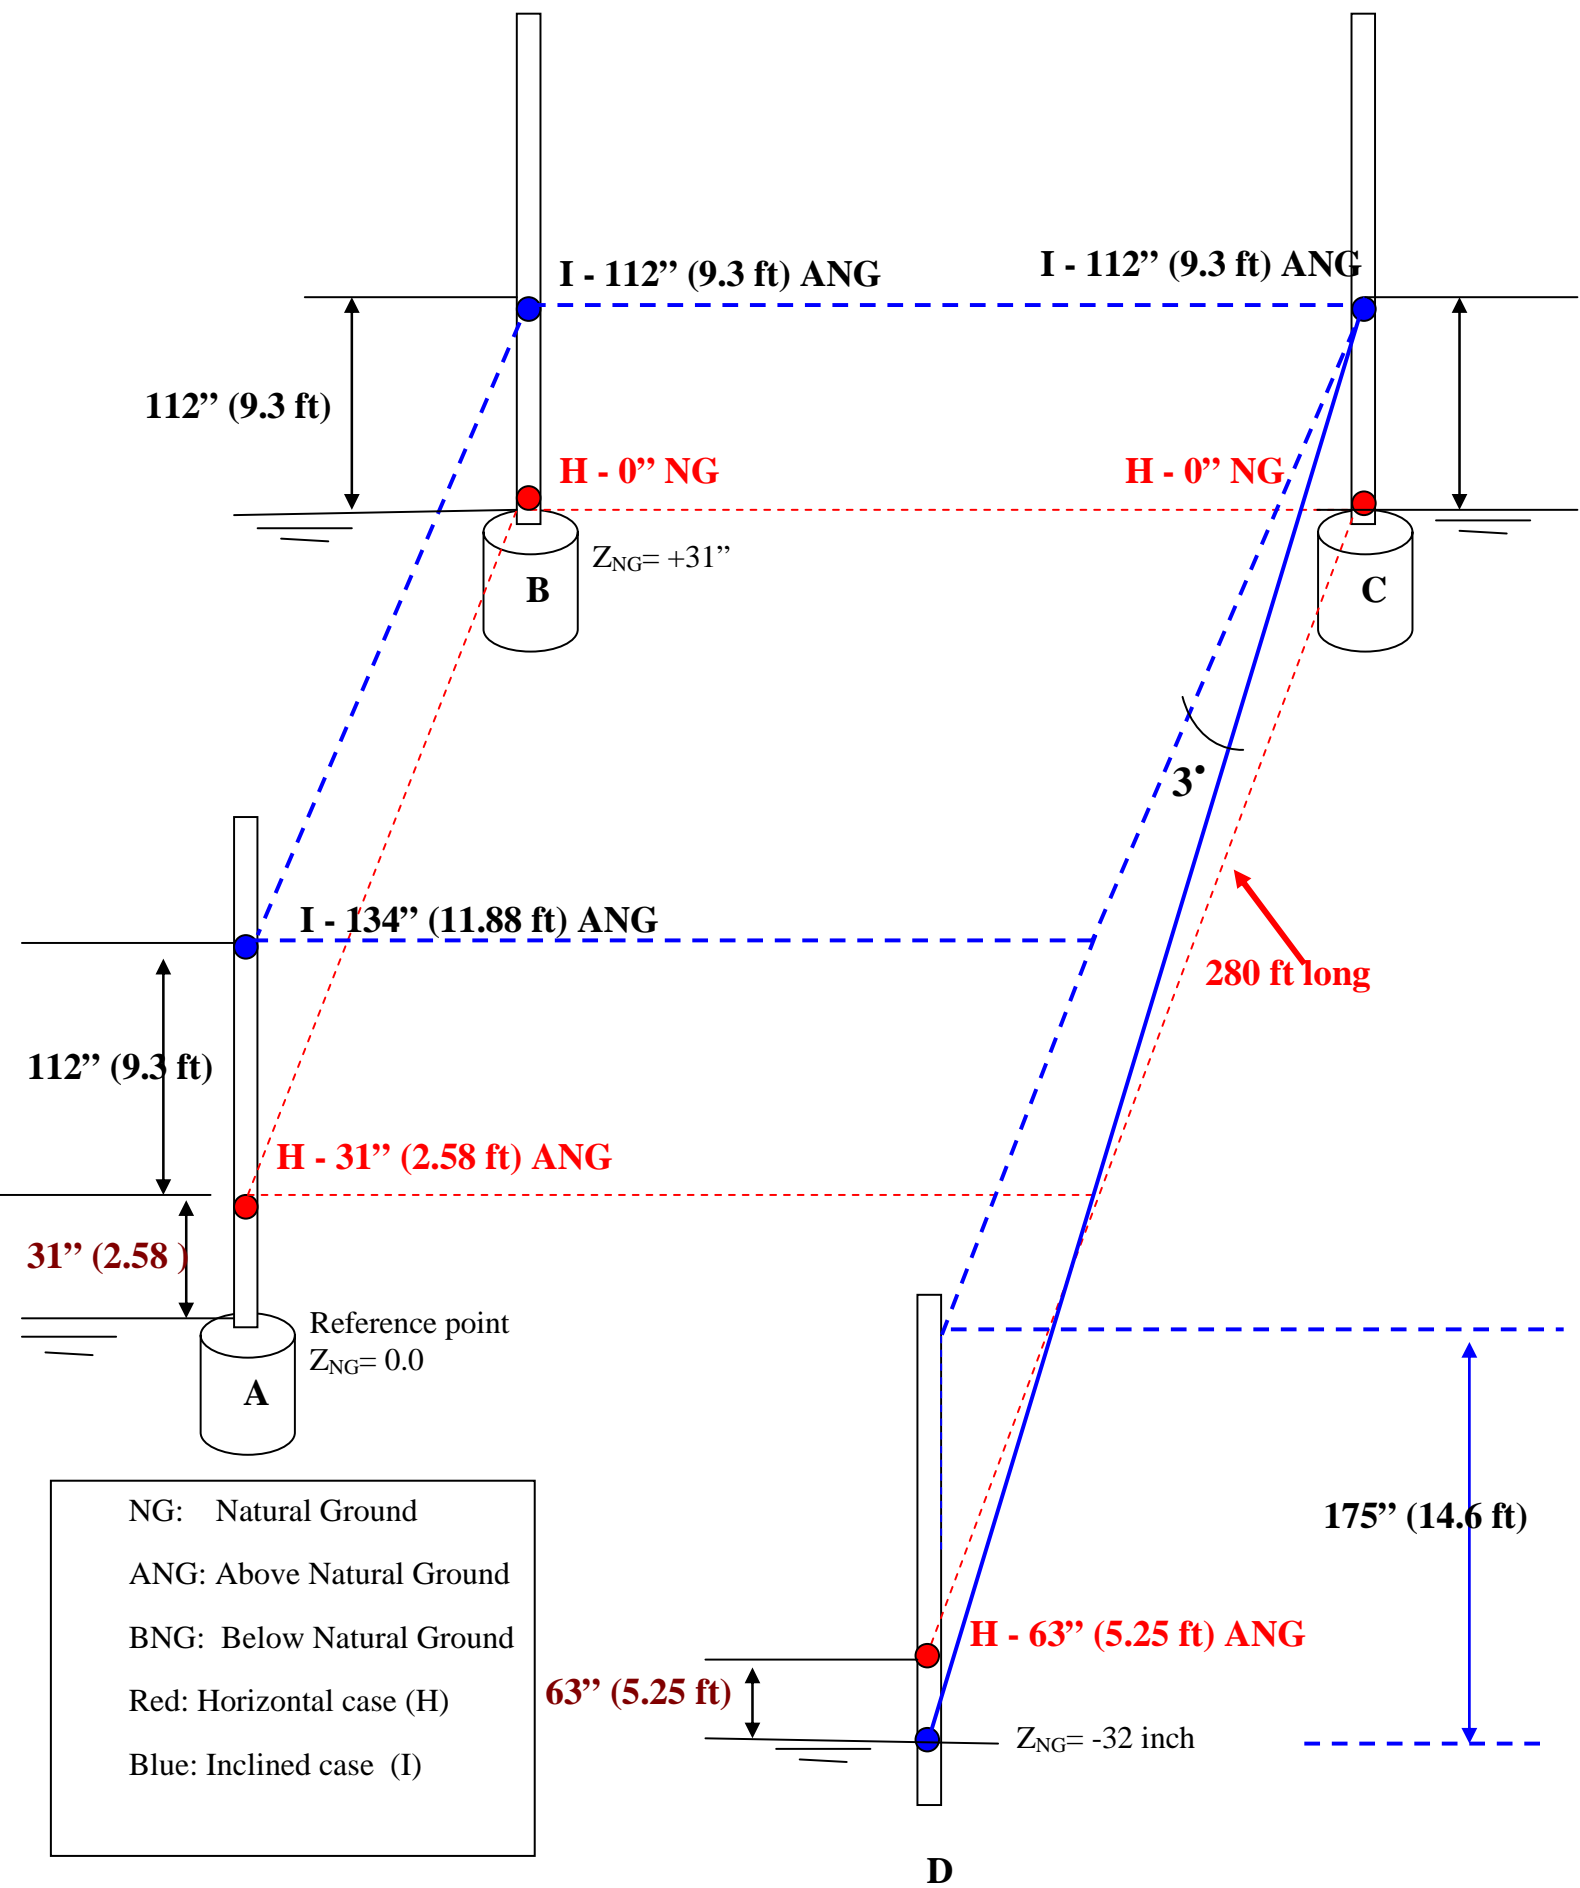 I - 112” (9.3 ft) ANG
I - 112” (9.3 ft) ANG
112” (9.3 ft)
H - 0” NG
H - 0” NG
ZNG= +31”
B
C
3•
I - 134” (11.88 ft) ANG
280 ft long
112” (9.3 ft)
H - 31” (2.58 ft) ANG
31” (2.58 )
Reference point
ZNG= 0.0
A
NG: Natural Ground
ANG: Above Natural Ground
BNG: Below Natural Ground
Red: Horizontal case (H)
Blue: Inclined case (I)
175” (14.6 ft)
H - 63” (5.25 ft) ANG
63” (5.25 ft)
ZNG= -32 inch
D